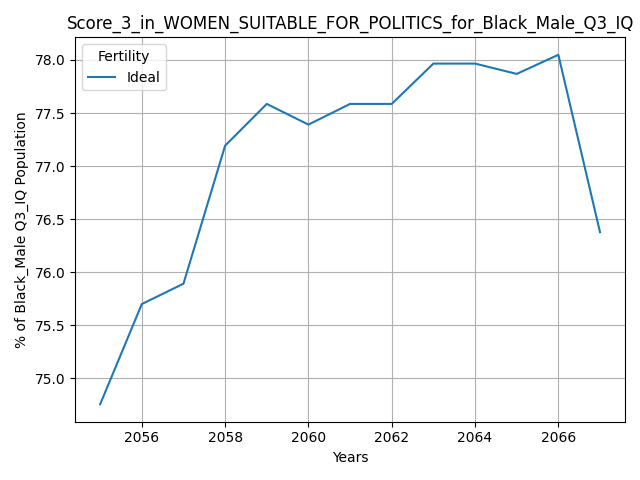 Score_3_in_WOMEN_SUITABLE_FOR_POLITICS_for_Black_Male_Q3_IQ
Fertility
Ideal
% of Black_Male Q3_IQ Population
78.0
77.5
77.0
76.5
76.0
75.5
75.0
2056 2058 2060 2062 2064 2066
Years